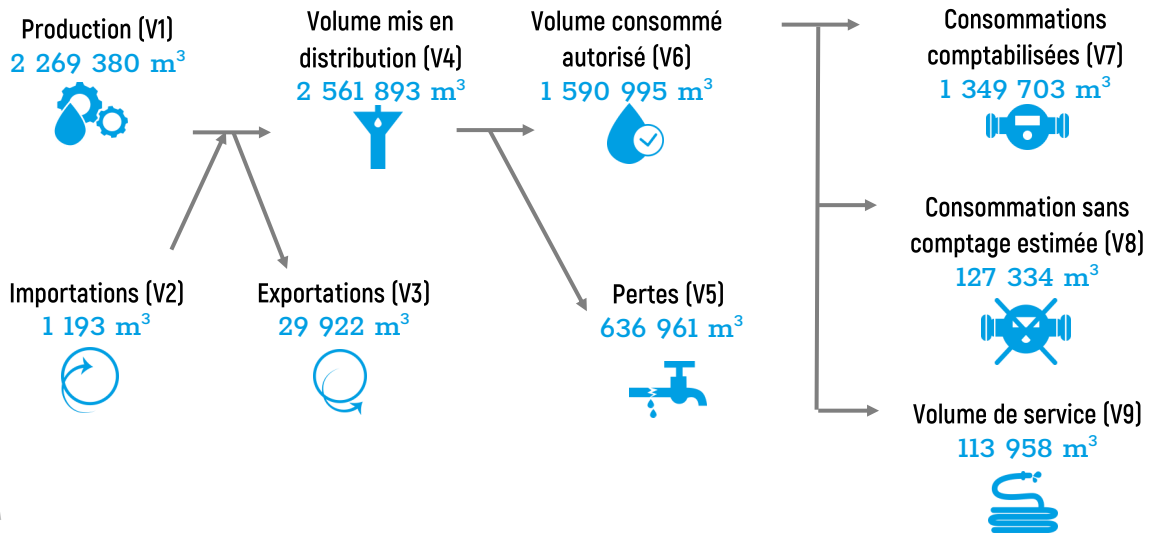 Production (V1)
2 269 380 m³
Volume mis en
distribution (V4)
2 561 893 m³
Volume consommé
autorisé (V6)
1 590 995 m³
Consommations
comptabilisées (V7)
1 349 703 m³
Consommation sans
comptage estimée (V8)
127 334 m³
Importations (V2)
1 193 m³
Exportations (V3)
29 922 m³
Pertes (V5)
636 961 m³
Volume de service (V9)
113 958 m³